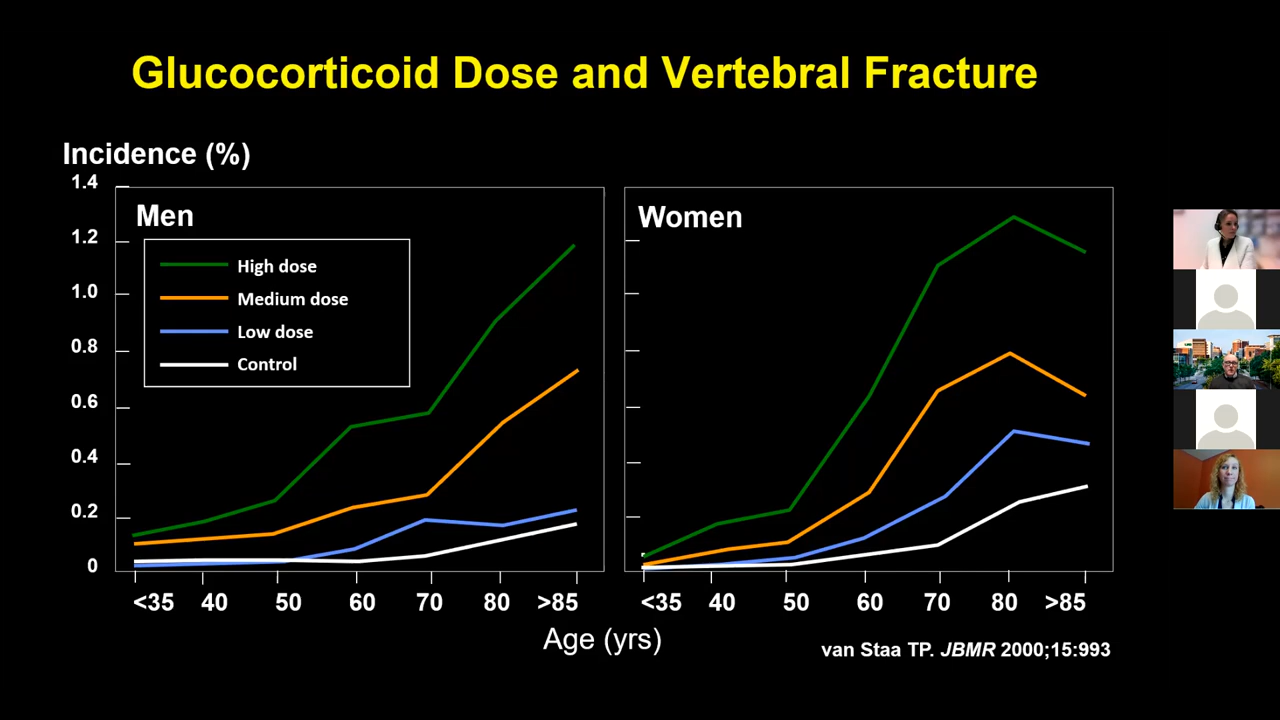 Glucocorticoid Dose and Vertebral Fracture
Incidence (%)
1.4
1.2
1.0
0.8
0.6
0.4
0.2
0
Men
High dose
Medium dose
Low dose
Control
<35 40 50 60 70 80 >85
Women
<35 40 50 60 70 80 >85
Age (yrs)
van Staa TP. JBMR 2000;15:993